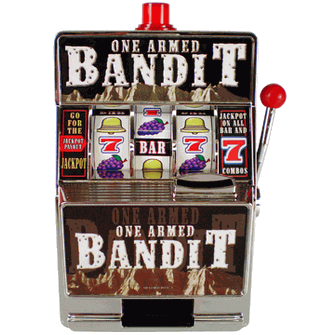 ONE ARMED
BANDIT
GO
FOR
THE
JACKPOT
JACKPOT
ON ALL
BAR AND
7
COMBOS
7
BAR
7
ONE ARMED
ONE ARMED
BANDIT